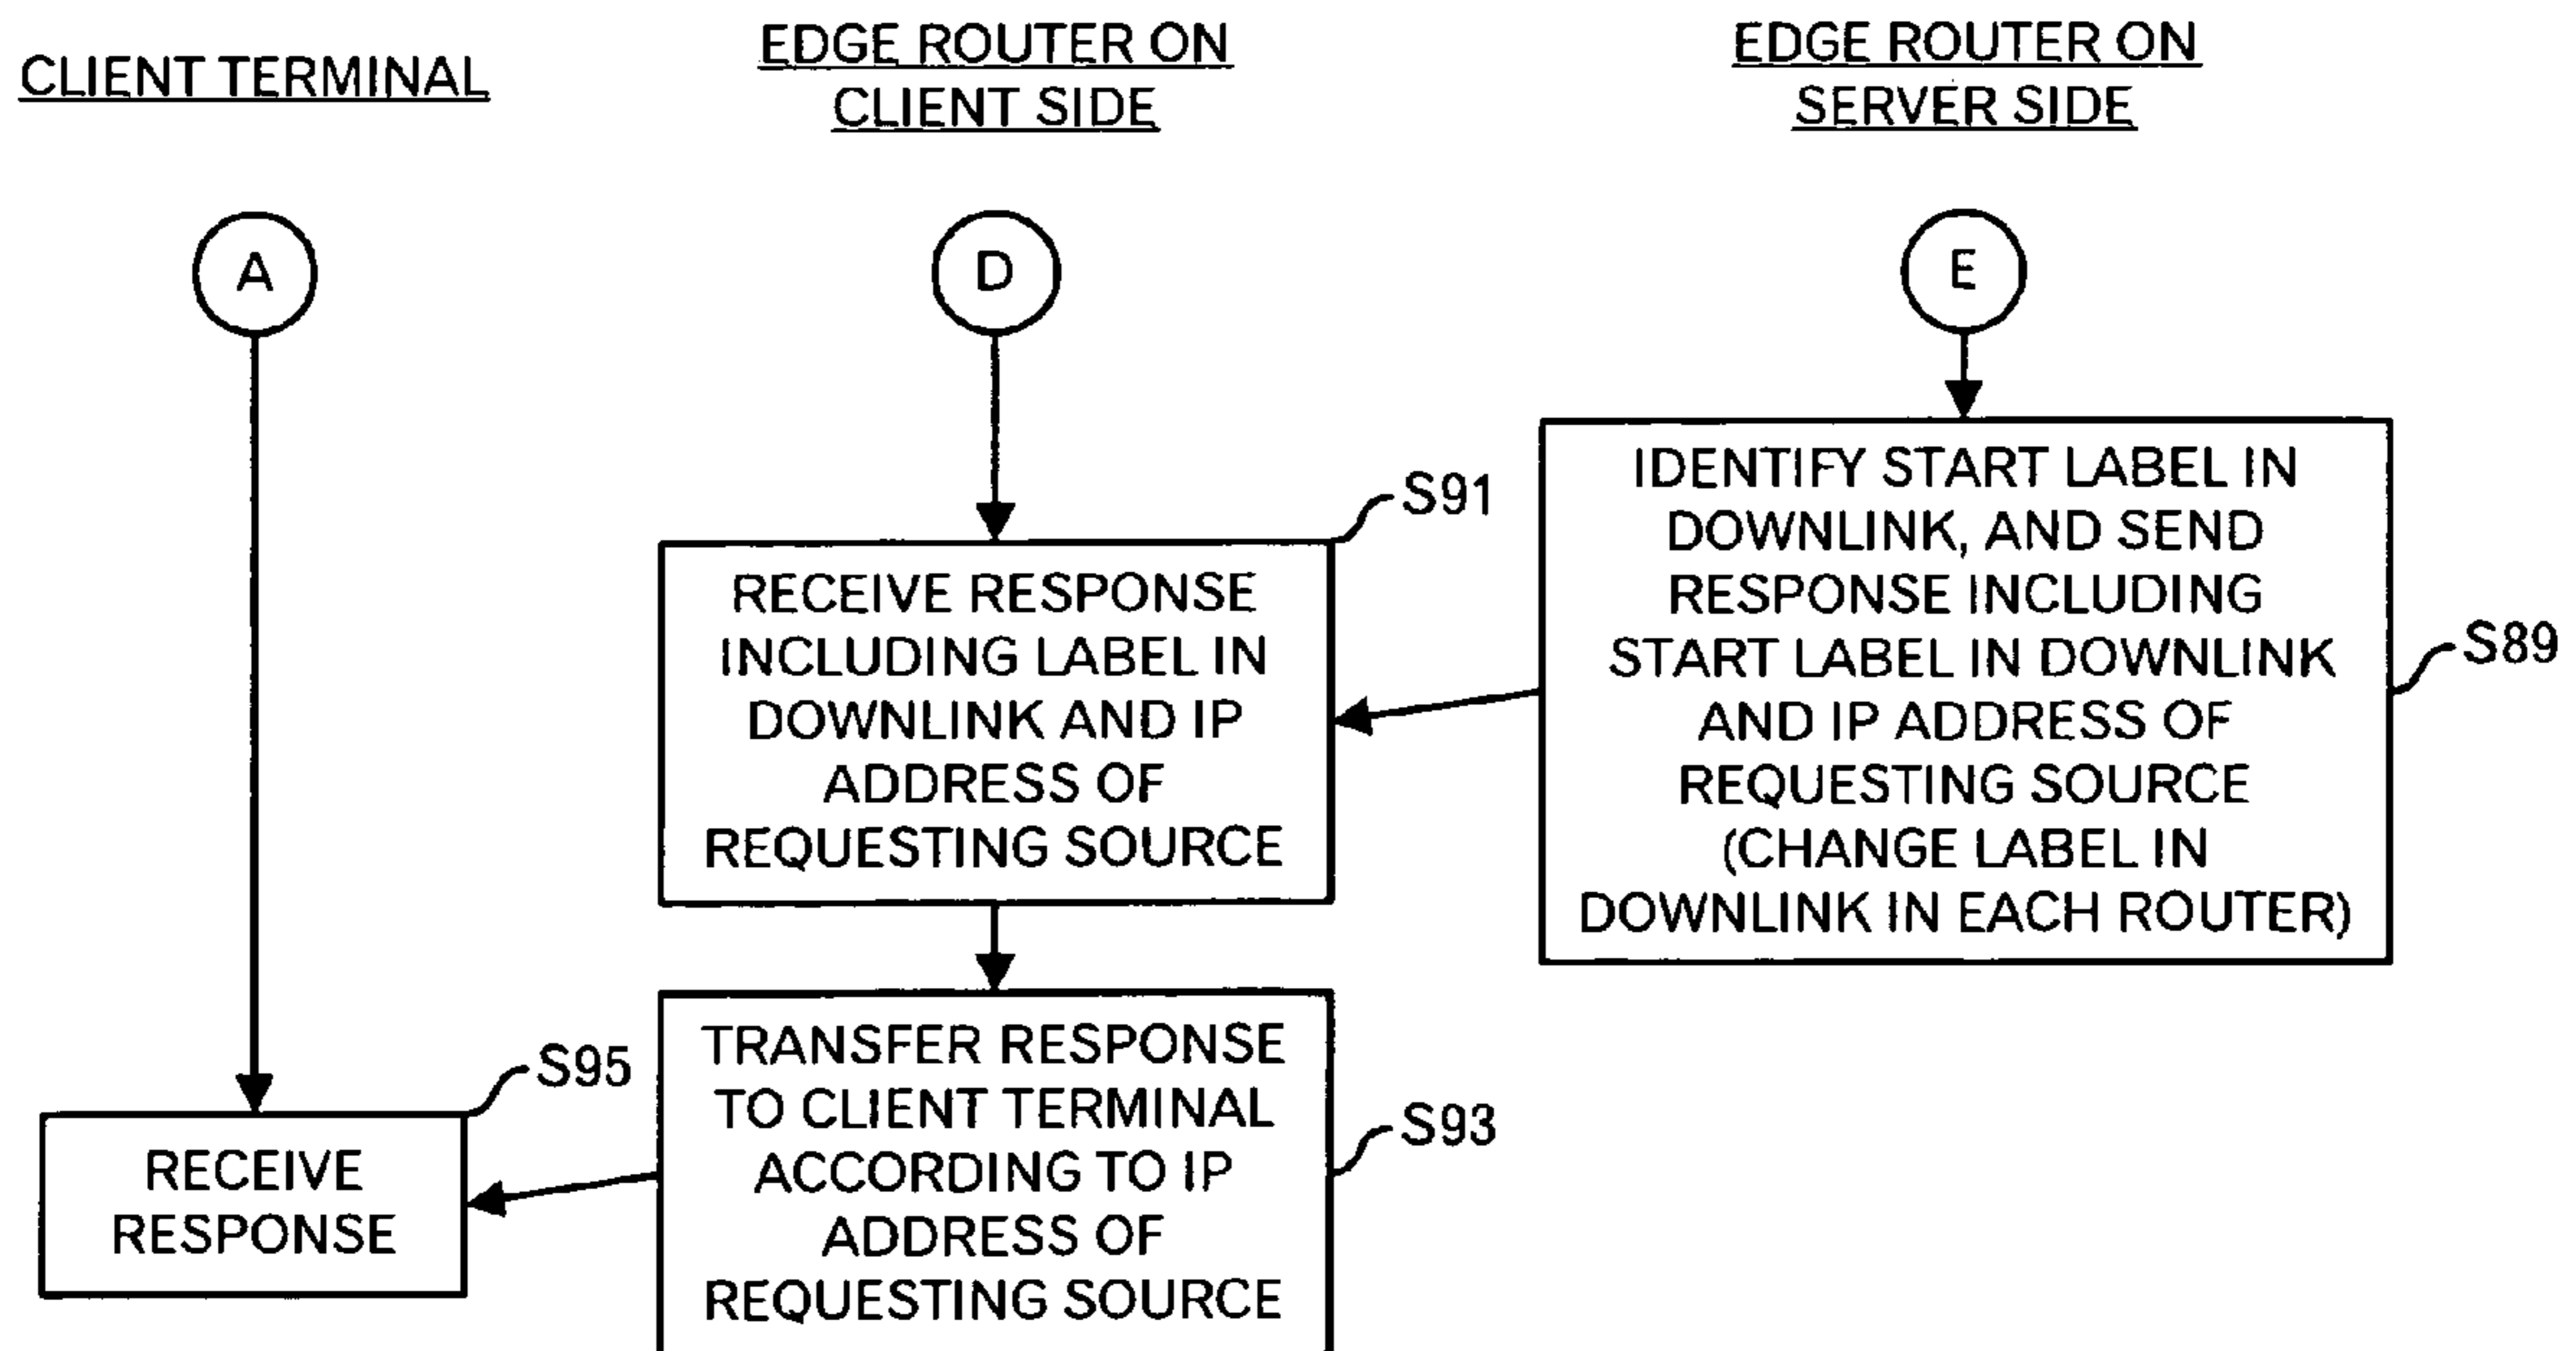 CLIENT TERMINAL
EDGE ROUTER ON
CLIENT SIDE
EDGE ROUTER ON
SERVER SIDE
A
D
E
IDENTIFY START LABEL IN
DOWNLINK, AND SEND
RESPONSE INCLUDING
START LABEL IN DOWNLINK
AND IP ADDRESS OF
REQUESTING SOURCE
(CHANGE LABEL IN
DOWNLINK IN EACH ROUTER)
S89
S91
RECEIVE RESPONSE
INCLUDING LABEL IN
DOWNLINK AND IP
ADDRESS OF
REQUESTING SOURCE
TRANSFER RESPONSE
TO CLIENT TERMINAL
ACCORDING TO IP
ADDRESS OF
REQUESTING SOURCE
S93
S95
RECEIVE
RESPONSE